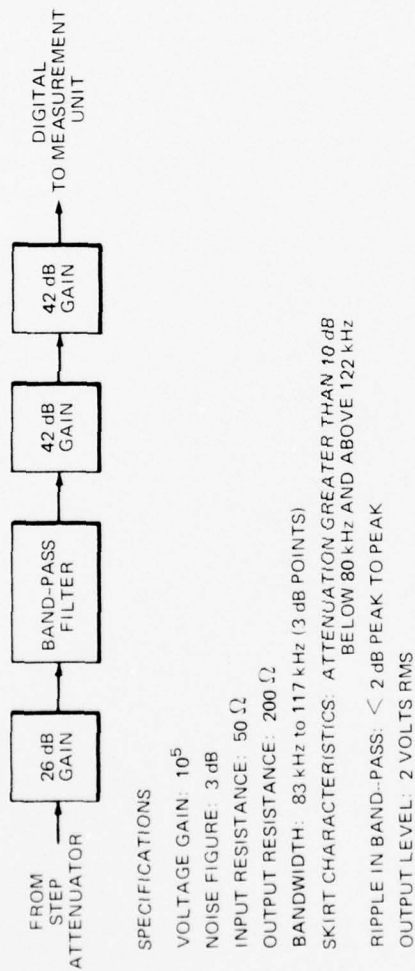 FROM
STEP
ATTENUATOR
26 dB
GAIN
BAND-PASS
FILTER
42 dB
GAIN
42 dB
GAIN
DIGITAL
TO MEASUREMENT
UNIT
SPECIFICATIONS
VOLTAGE GAIN: 10⁵
NOISE FIGURE: 3 dB
INPUT RESISTANCE: 50 Ω
OUTPUT RESISTANCE: 200 Ω
BANDWIDTH: 83 kHz to 117 kHz (3 dB POINTS)
SKIRT CHARACTERISTICS: ATTENUATION GREATER THAN 10 dB
BELOW 80 kHz AND ABOVE 122 kHz
RIPPLE IN BAND--PASS: < 2 dB PEAK TO PEAK
OUTPUT LEVEL: 2 VOLTS RMS